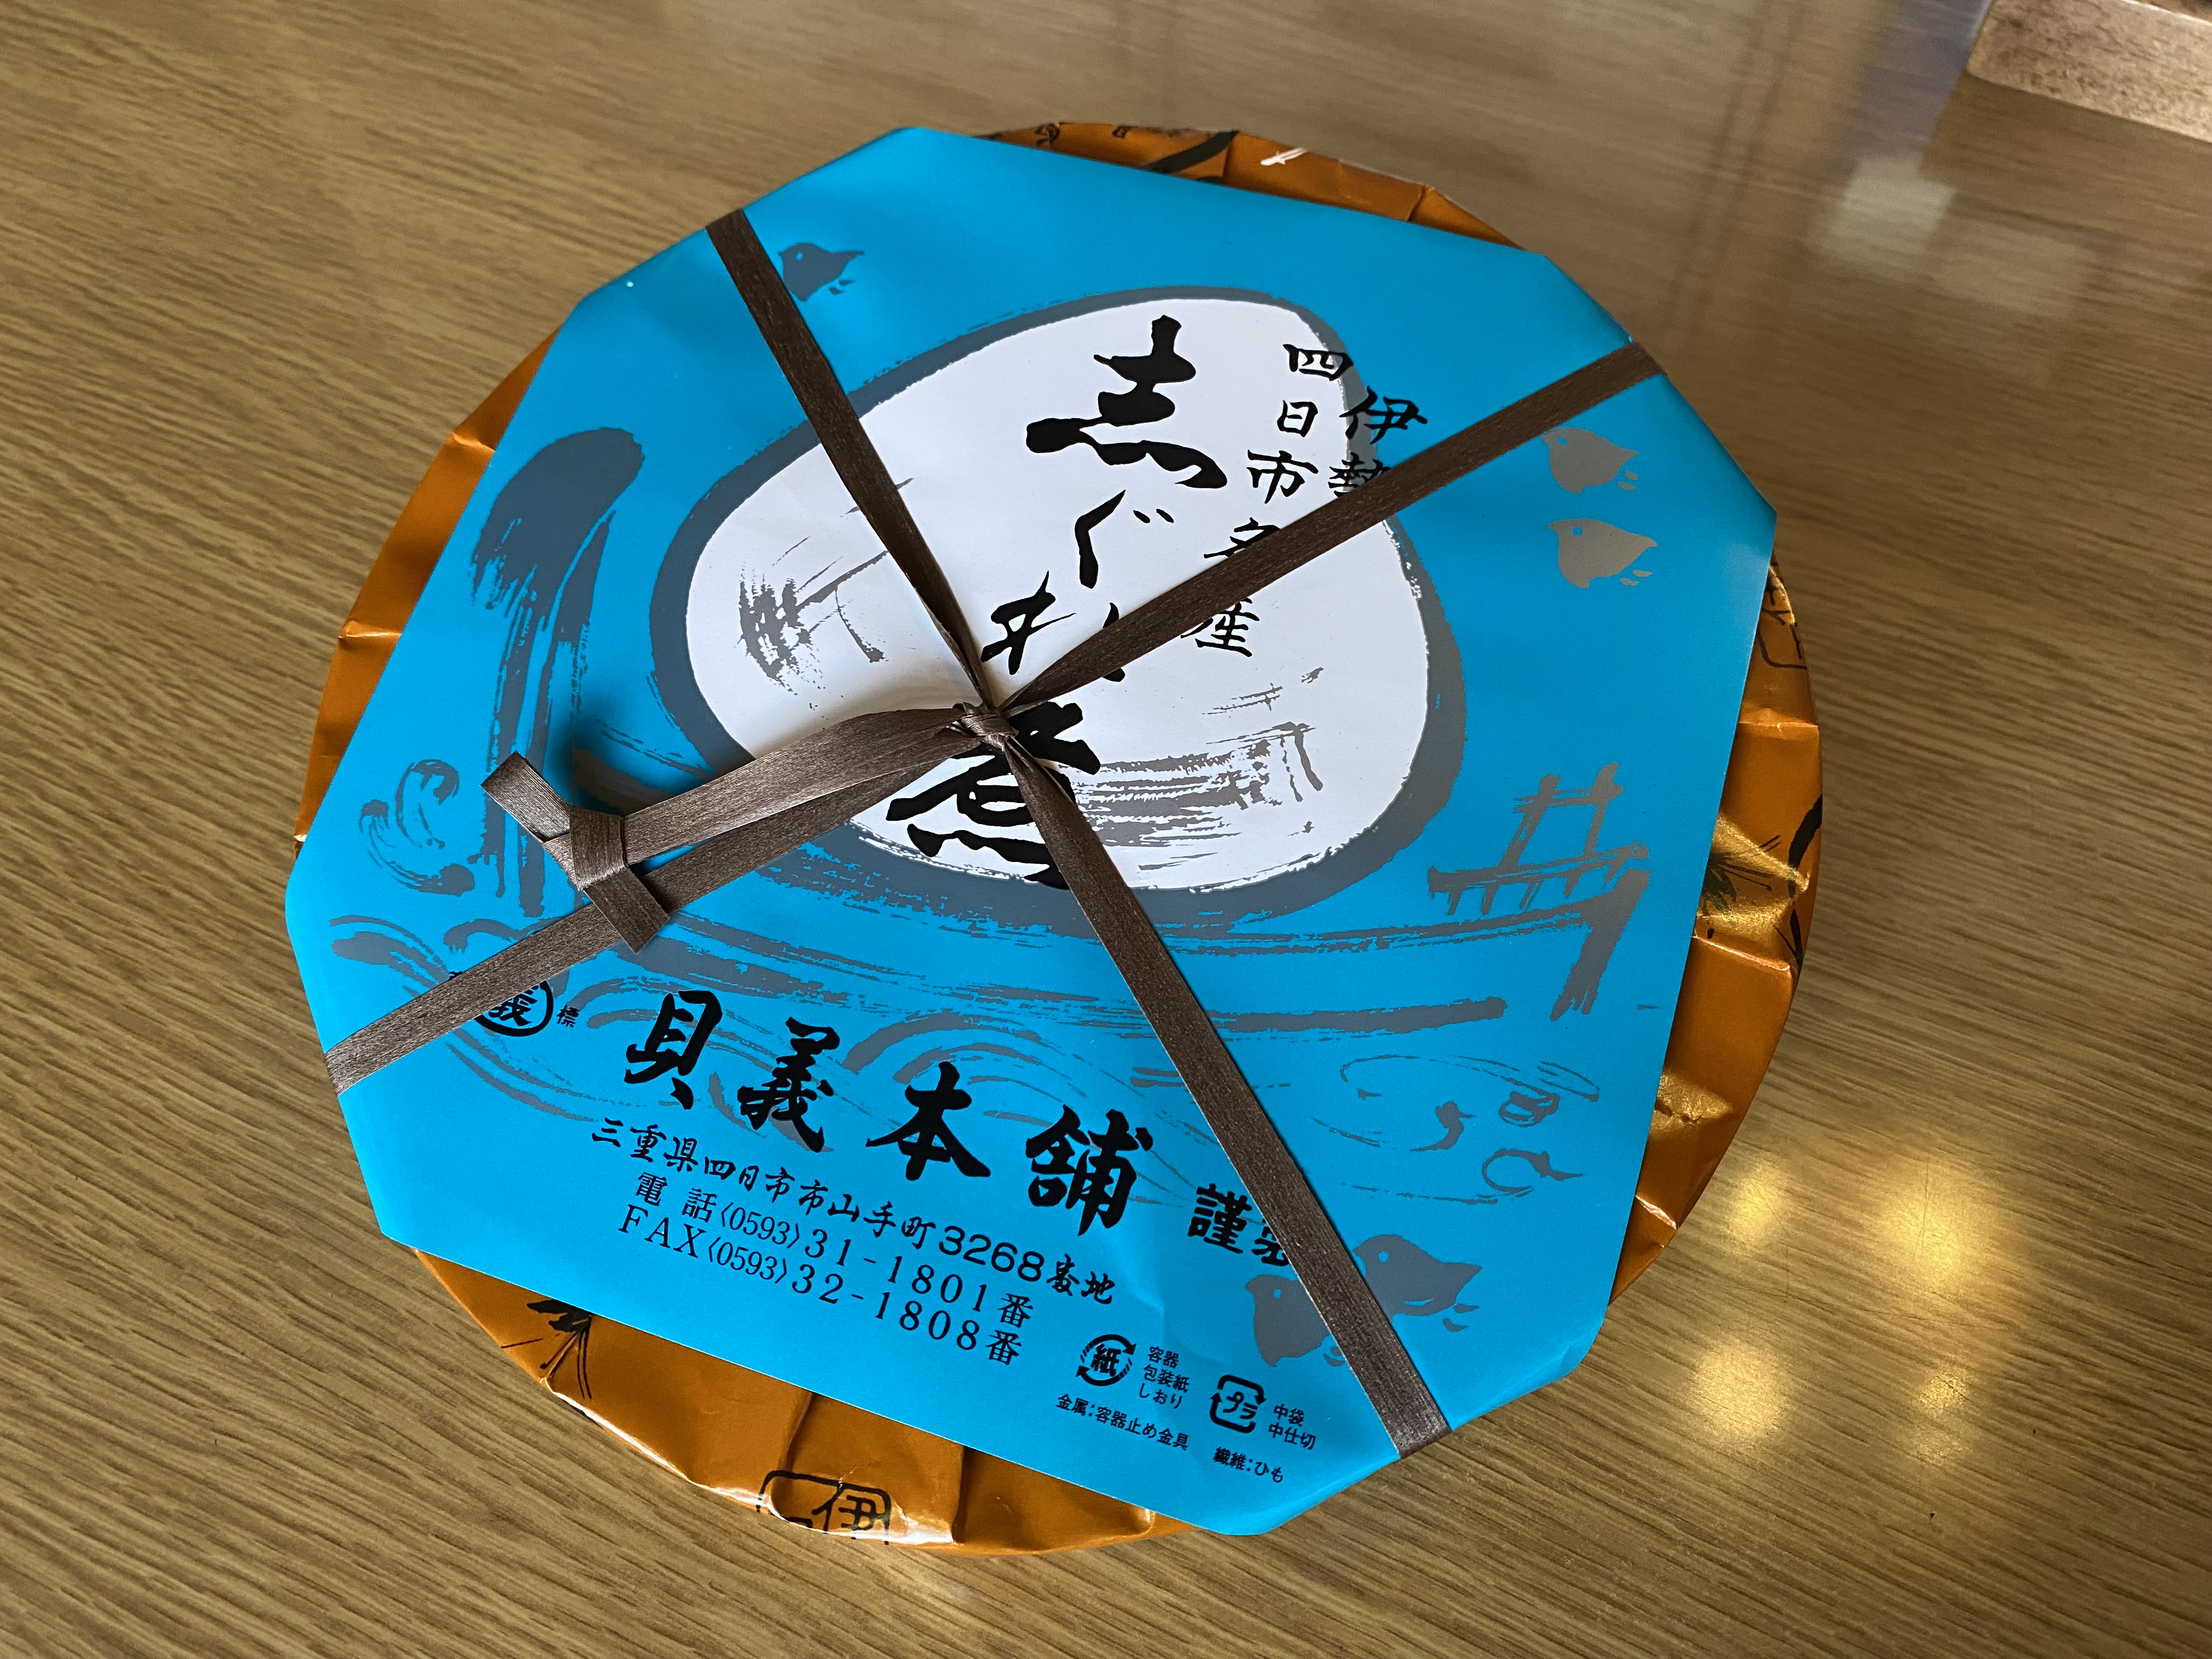 伊勢
四日市名産
志ぐれ煮
義
標
貝義本舗
謹製
三重県四日市市山手町3268番地
電話〈0593〉31-1801番
FAX〈0593〉32-1808番
紙
容器
包装紙
しおり
プラ
中袋
中仕切
金属:容器止め金具
繊維:ひも
伊